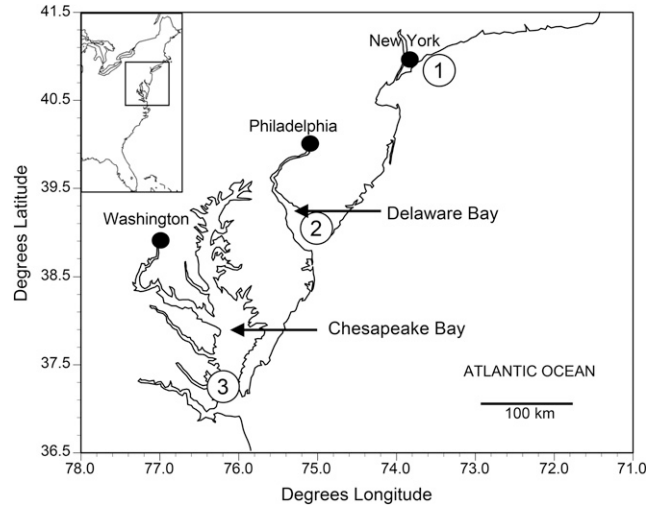 41.5
40.5
39.5
38.5
37.5
36.5
Degrees Latitude
New York
1
Philadelphia
Delaware Bay
2
Washington
Chesapeake Bay
3
ATLANTIC OCEAN
100 km
78.0 77.0 76.0 75.0 74.0 73.0 72.0 71.0
Degrees Longitude